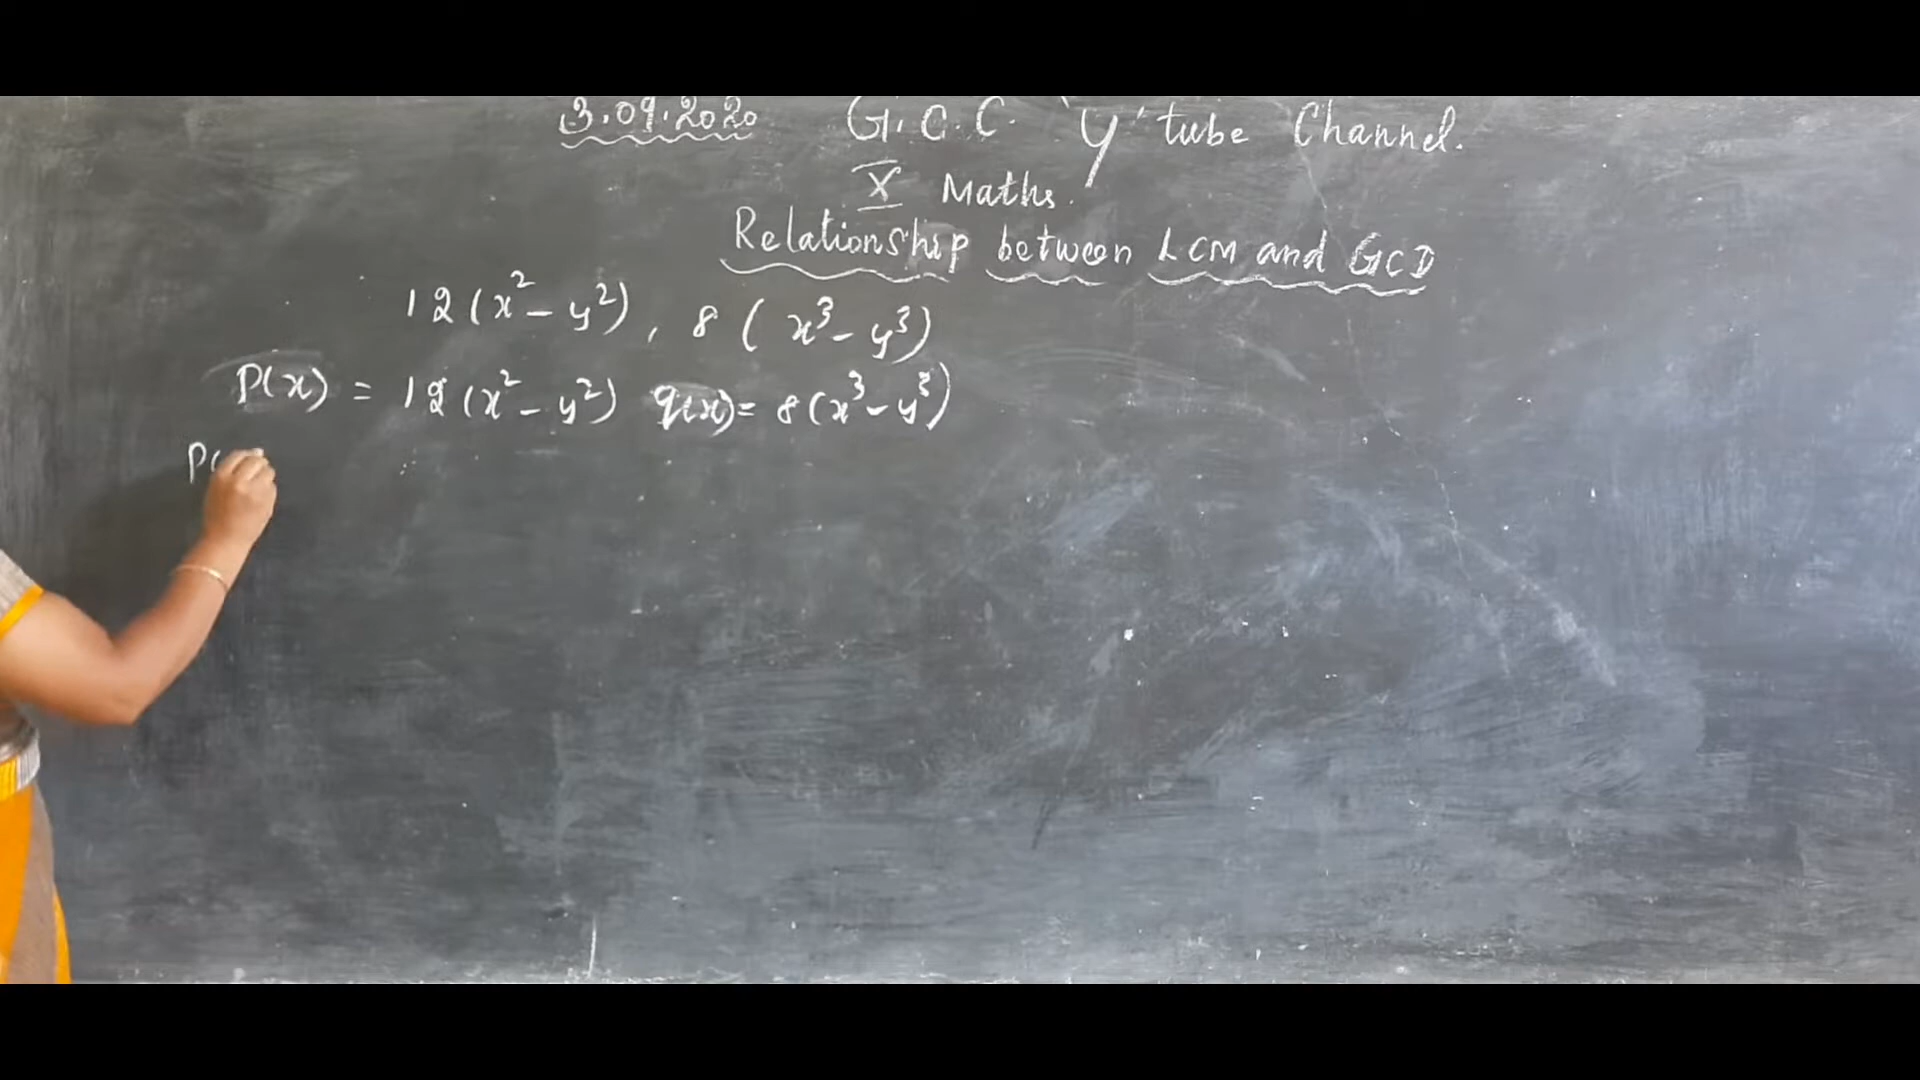 3.09.2020 G.C.C. 'Y' tube Channel.
X Maths.
Relationship between LCM and GCD
12(x² - y²), 8(x³ - y³)
P(x) = 12(x² - y²) q(x) = 8(x³ - y³)
P(